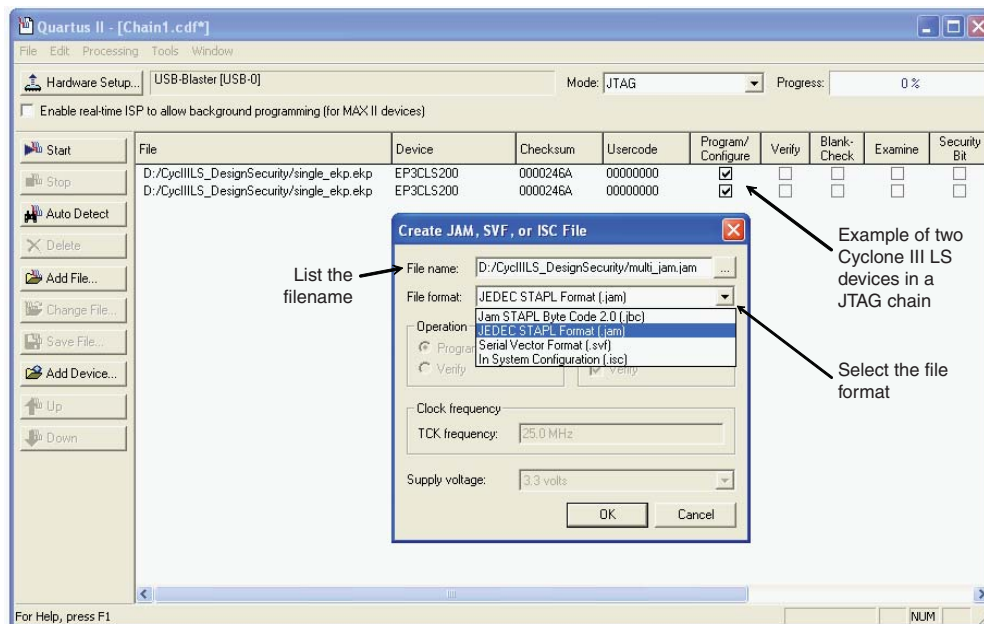 Quartus II - [Chain1.cdf*]
File Edit Processing Tools Window
Hardware Setup... USB-Blaster [USB-0] Mode: JTAG Progress: 0 %
Enable real-time ISP to allow background programming (for MAX II devices)
Start
Stop
Auto Detect
Delete
Add File...
Change File...
Save File...
Add Device...
Up
Down
File Device Checksum Usercode Program/Configure Verify Blank-Check Examine Security Bit
D:/CyclIILS_DesignSecurity/single_ekp.ekp EP3CLS200 0000246A 00000000
D:/CyclIILS_DesignSecurity/single_ekp.ekp EP3CLS200 0000246A 00000000
Create JAM, SVF, or ISC File
File name: D:/CyclIILS_DesignSecurity/multi_jam.jam ...
File format: JEDEC STAPL Format (.jam)
Jam STAPL Byte Code 2.0 (.jbc)
JEDEC STAPL Format (.jam)
Serial Vector Format (.svf)
In System Configuration (.isc)
Operation
Verify
Verify
Clock frequency
TCK frequency: 25.0 MHz
Supply voltage: 3.3 volts
OK Cancel
List the
filename
Example of two
Cyclone III LS
devices in a
JTAG chain
Select the file
format
For Help, press F1 NUM